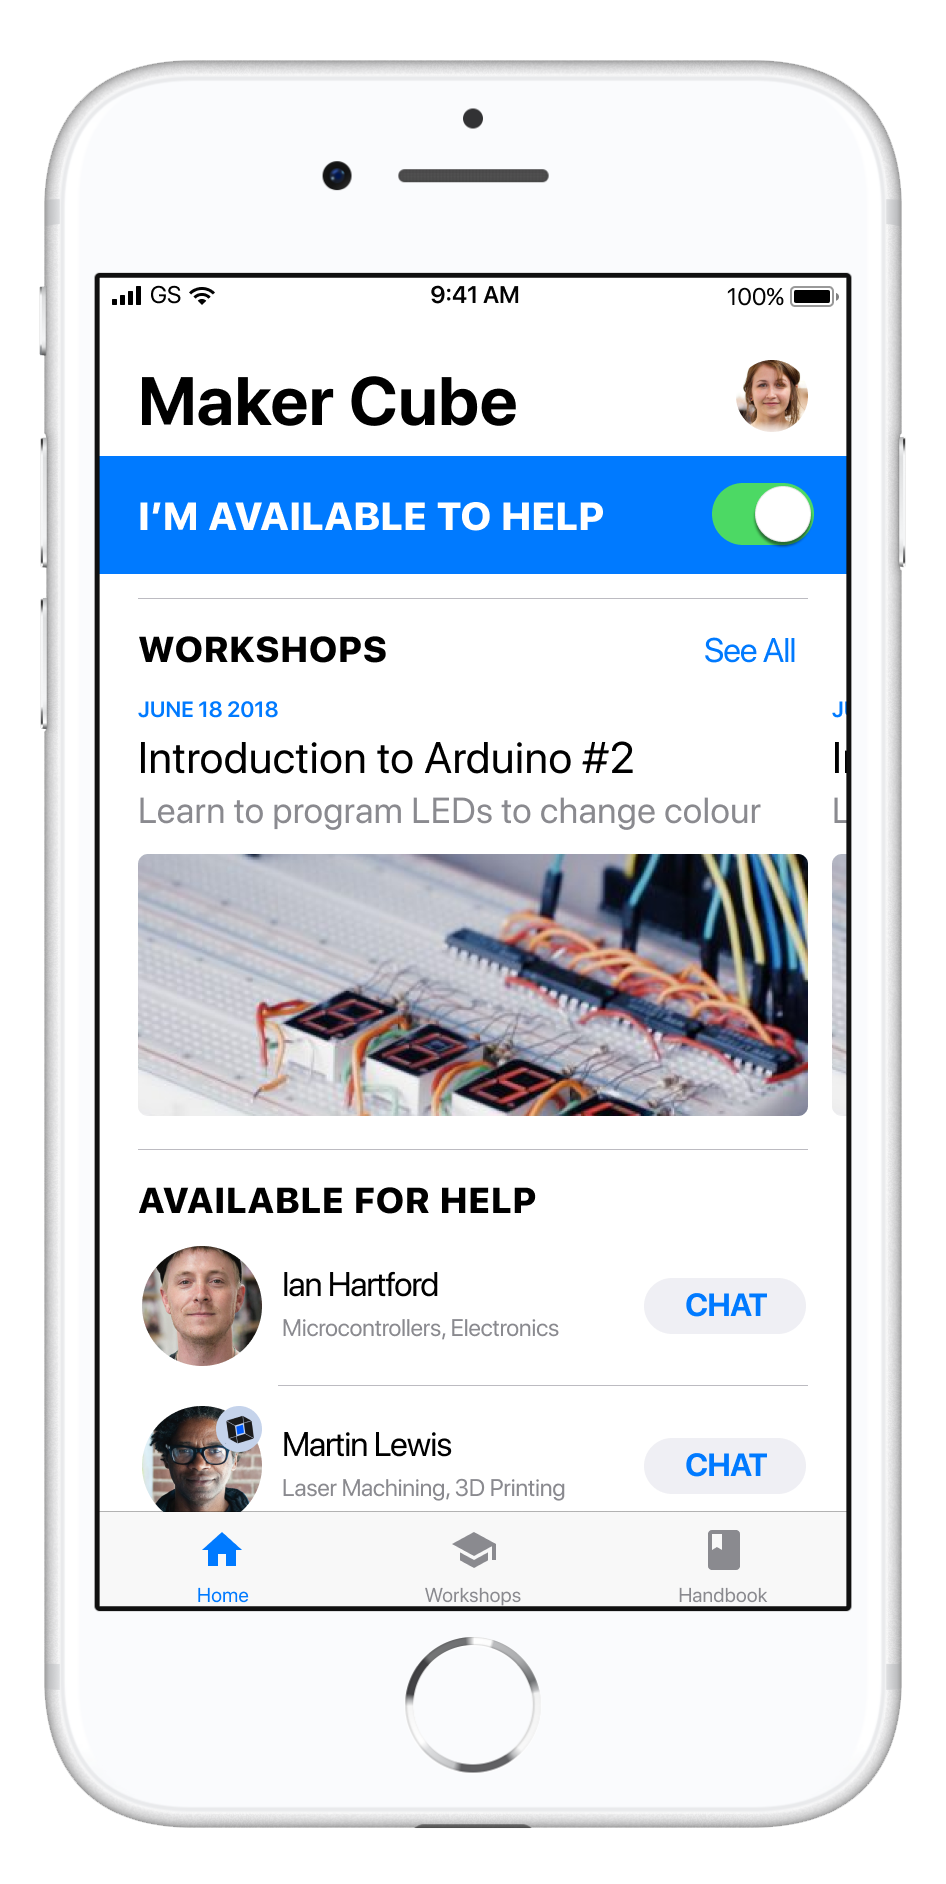 GS 9:41 AM 100%
Maker Cube
I'M AVAILABLE TO HELP
WORKSHOPS See All
JUNE 18 2018
Introduction to Arduino #2
Learn to program LEDs to change colour
AVAILABLE FOR HELP
Ian Hartford
Microcontrollers, Electronics
CHAT
Martin Lewis
Laser Machining, 3D Printing
CHAT
Home Workshops Handbook